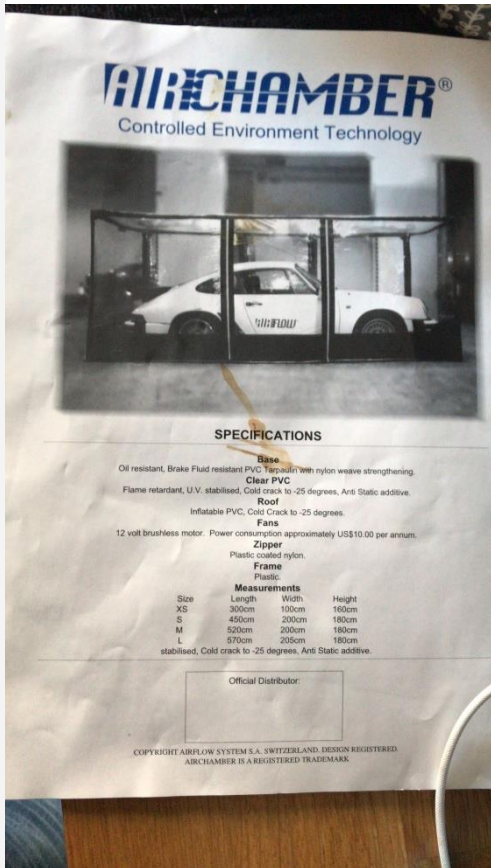 AIRCHAMBER®
Controlled Environment Technology
AIRFLOW
SPECIFICATIONS
Base
Oil resistant, Brake Fluid resistant PVC Tarpaulin with nylon weave strengthening.
Clear PVC
Flame retardant, U.V. stabilised, Cold crack to -25 degrees, Anti Static additive.
Roof
Inflatable PVC, Cold Crack to -25 degrees.
Fans
12 volt brushless motor. Power consumption approximately US$10.00 per annum.
Zipper
Plastic coated nylon.
Frame
Plastic.
Measurements
Size Length Width Height
XS 300cm 100cm 160cm
S 450cm 200cm 180cm
M 520cm 200cm 180cm
L 570cm 205cm 180cm
stabilised, Cold crack to -25 degrees, Anti Static additive.
Official Distributor:
COPYRIGHT AIRFLOW SYSTEM S.A. SWITZERLAND. DESIGN REGISTERED.
AIRCHAMBER IS A REGISTERED TRADEMARK